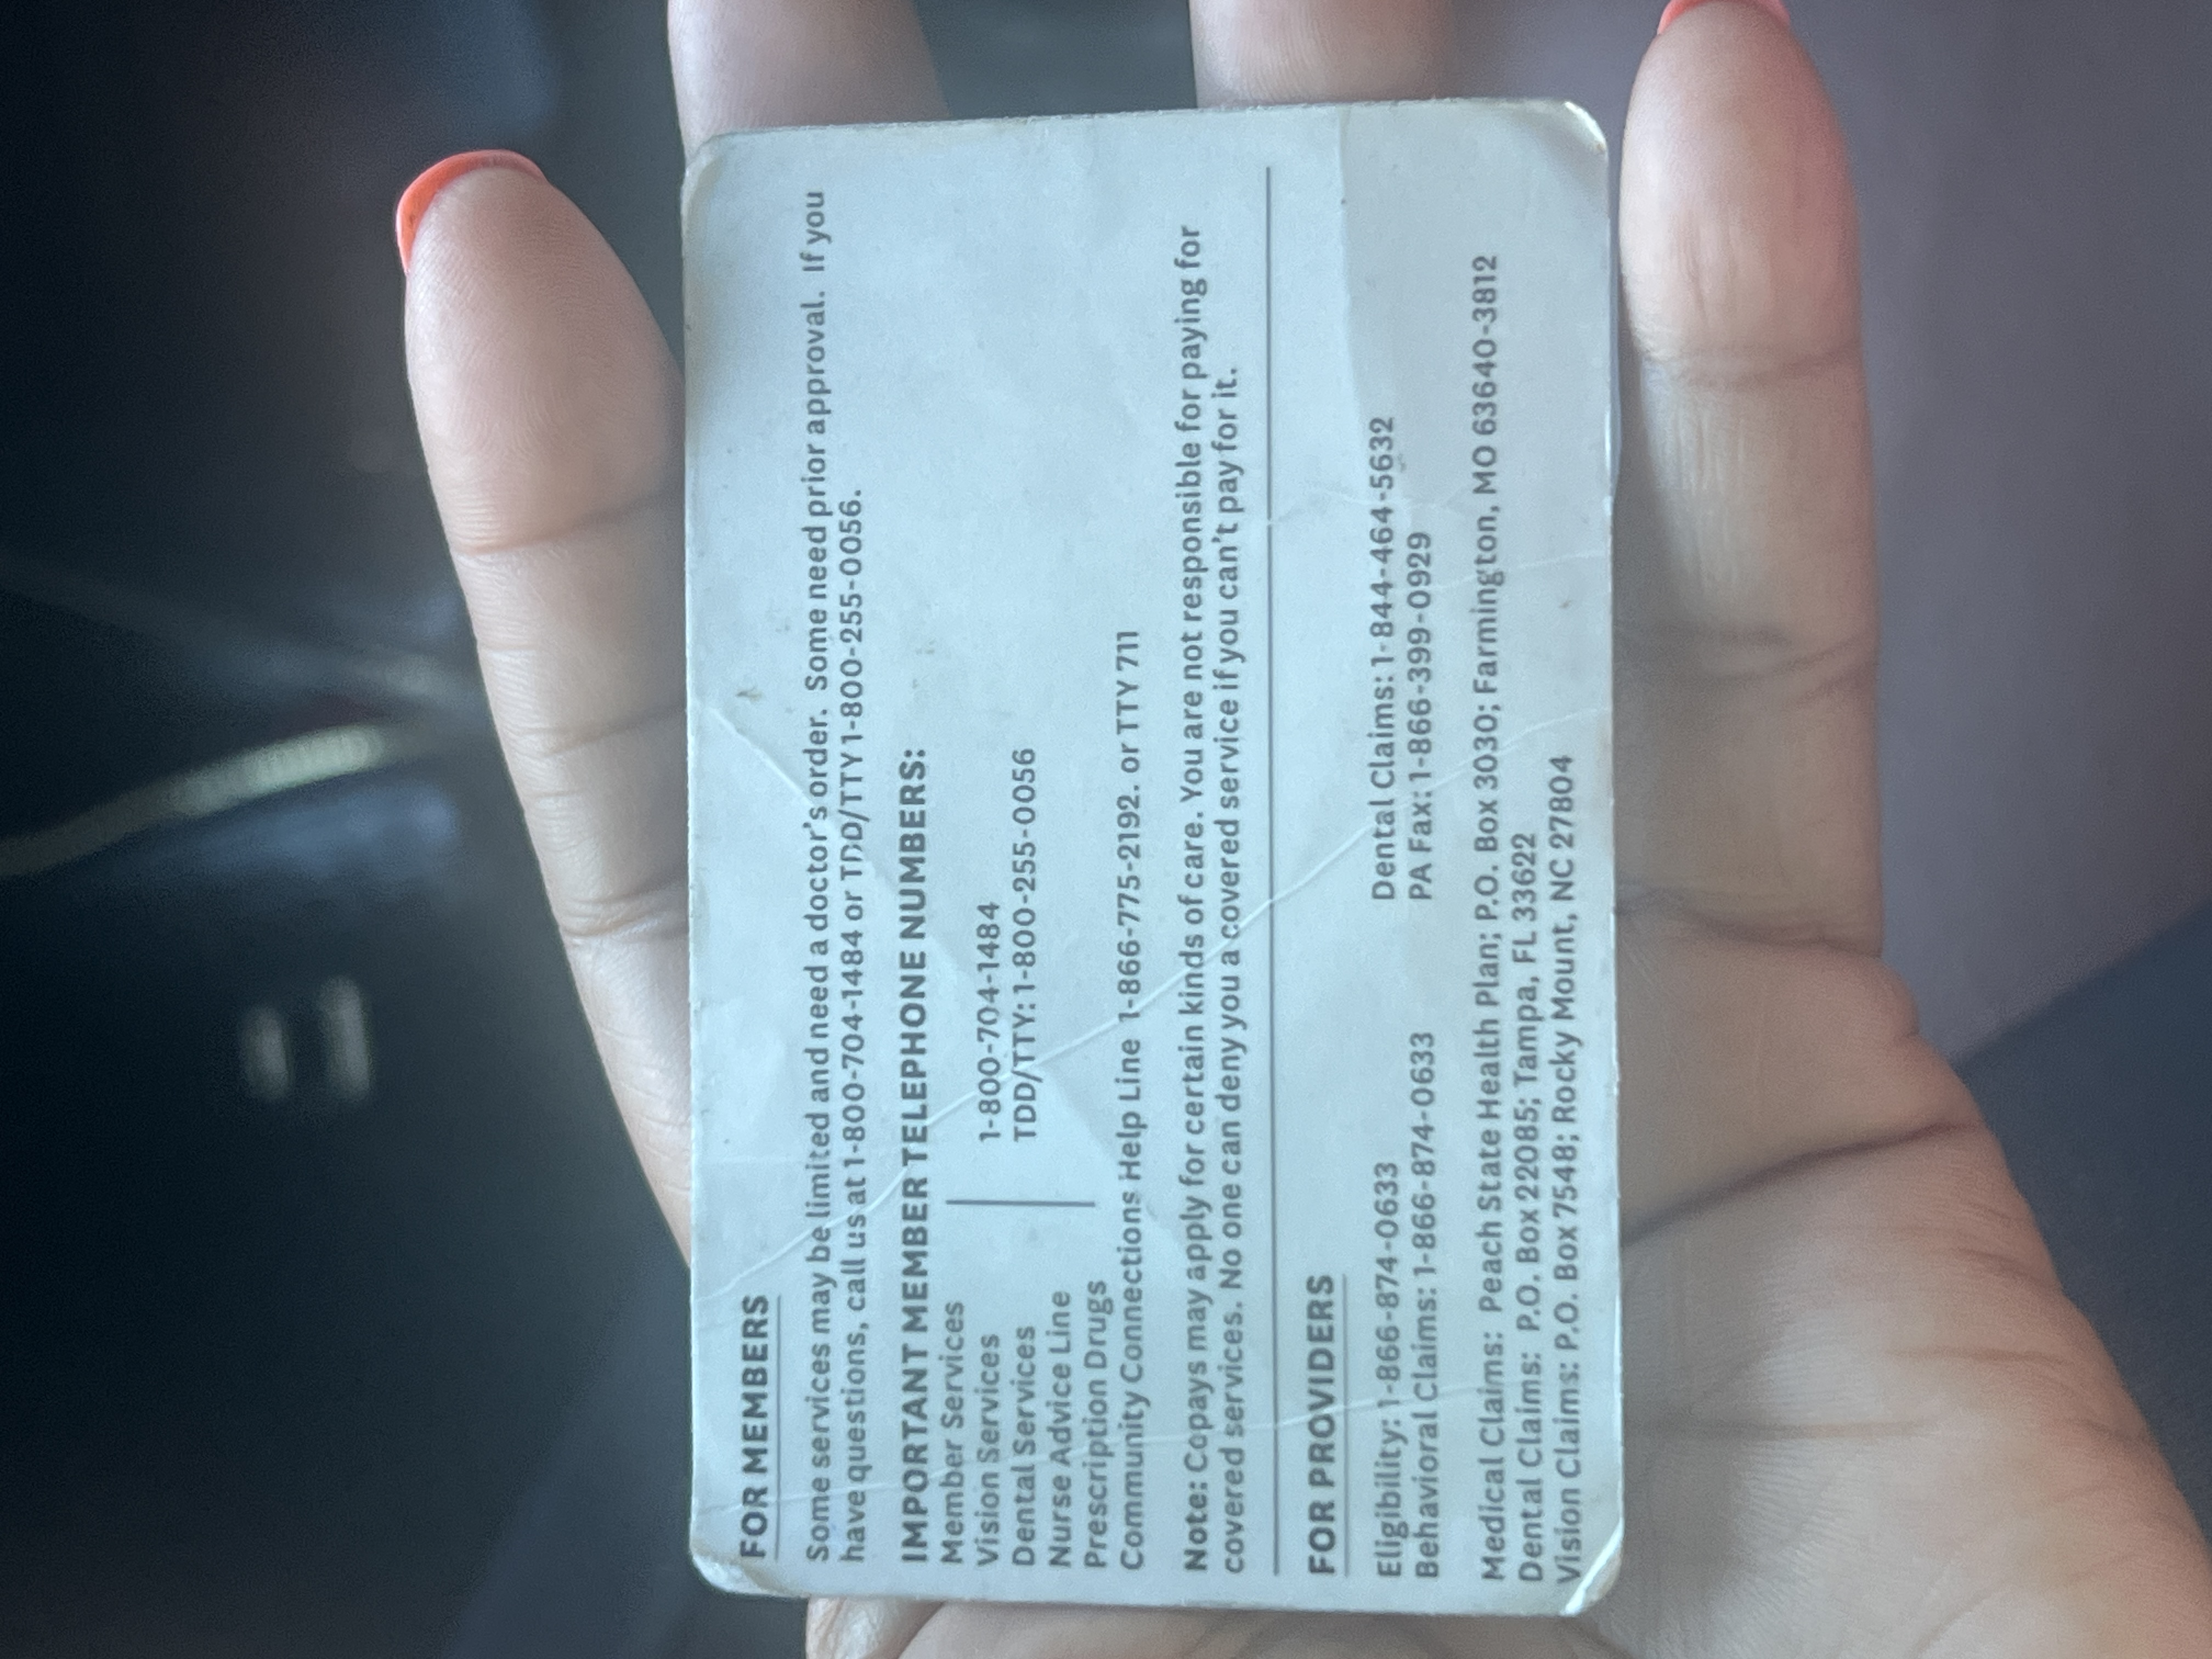 FOR MEMBERS
Some services may be limited and need a doctor's order. Some need prior approval. If you
have questions, call us at 1-800-704-1484 or TDD/TTY 1-800-255-0056.
IMPORTANT MEMBER TELEPHONE NUMBERS:
Member Services
Vision Services 1-800-704-1484
Dental Services TDD/TTY: 1-800-255-0056
Nurse Advice Line
Prescription Drugs
Community Connections Help Line 1-866-775-2192. or TTY 711
Note: Copays may apply for certain kinds of care. You are not responsible for paying for
covered services. No one can deny you a covered service if you can't pay for it.
FOR PROVIDERS
Eligibility: 1-866-874-0633 Dental Claims: 1-844-464-5632
Behavioral Claims: 1-866-874-0633 PA Fax: 1-866-399-0929
Medical Claims: Peach State Health Plan; P.O. Box 3030; Farmington, MO 63640-3812
Dental Claims: P.O. Box 22085; Tampa, FL 33622
Vision Claims: P.O. Box 7548; Rocky Mount, NC 27804